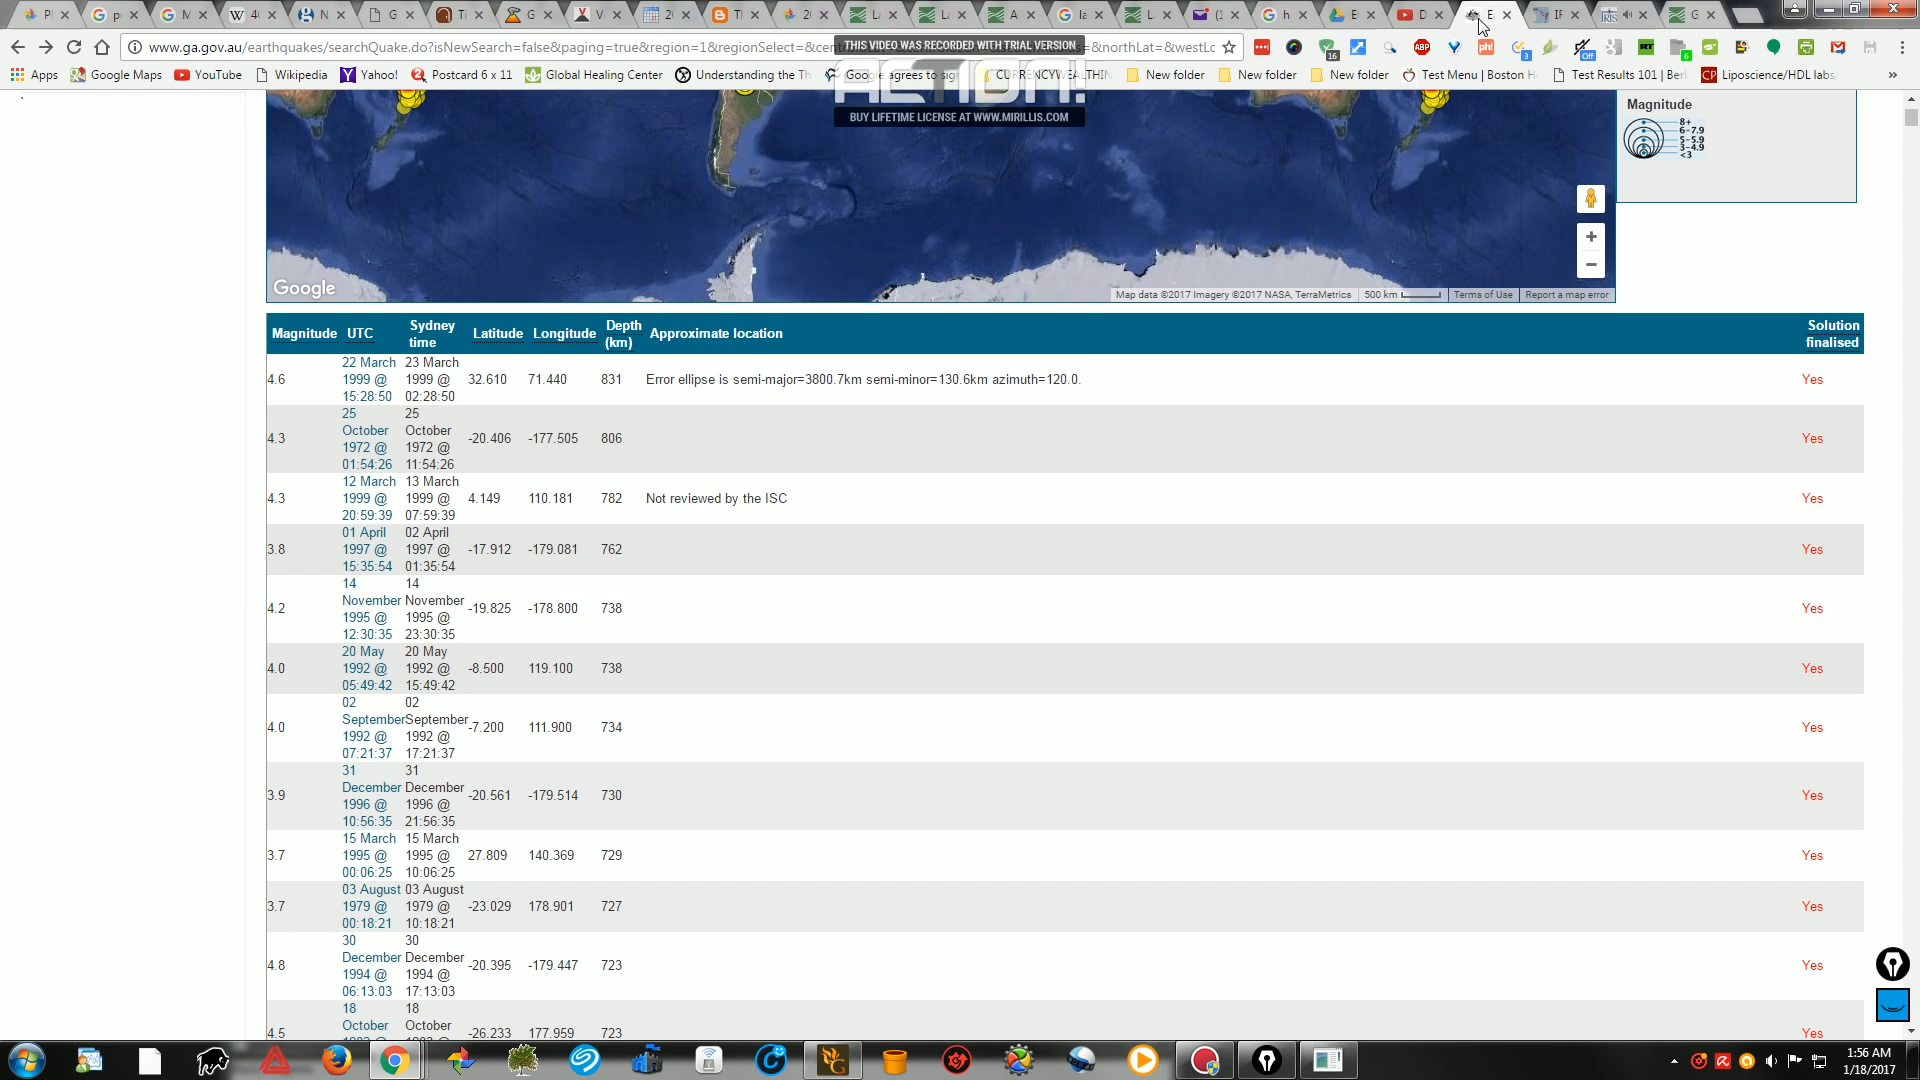 www.ga.gov.au/earthquakes/searchQuake.do?isNewSearch=false&paging=true&region=1&regionSelect=&cent
=&northLat=&westLo
THIS VIDEO WAS RECORDED WITH TRIAL VERSION
ACTION!
BUY LIFETIME LICENSE AT WWW.MIRILLIS.COM
Apps Google Maps YouTube Wikipedia Yahoo! Postcard 6 x 11 Global Healing Center Understanding the Th Google agrees to sign CURRENCYWEALTHIN New folder New folder New folder Test Menu | Boston H Test Results 101 | Berk Liposcience/HDL labs »
Magnitude
8+
6-7.9
5-5.9
3-4.9
<3
Google
Map data ©2017 Imagery ©2017 NASA, TerraMetrics 500 km Terms of Use Report a map error
Magnitude UTC Sydney time Latitude Longitude Depth (km) Approximate location Solution finalised
4.6 22 March 1999 @ 15:28:50 23 March 1999 @ 02:28:50 32.610 71.440 831 Error ellipse is semi-major=3800.7km semi-minor=130.6km azimuth=120.0. Yes
4.3 25 October 1972 @ 01:54:26 25 October 1972 @ 11:54:26 -20.406 -177.505 806 Yes
4.3 12 March 1999 @ 20:59:39 13 March 1999 @ 07:59:39 4.149 110.181 782 Not reviewed by the ISC Yes
3.8 01 April 1997 @ 15:35:54 02 April 1997 @ 01:35:54 -17.912 -179.081 762 Yes
4.2 14 November 1995 @ 12:30:35 14 November 1995 @ 23:30:35 -19.825 -178.800 738 Yes
4.0 20 May 1992 @ 05:49:42 20 May 1992 @ 15:49:42 -8.500 119.100 738 Yes
4.0 02 September 1992 @ 07:21:37 02 September 1992 @ 17:21:37 -7.200 111.900 734 Yes
3.9 31 December 1996 @ 10:56:35 31 December 1996 @ 21:56:35 -20.561 -179.514 730 Yes
3.7 15 March 1995 @ 00:06:25 15 March 1995 @ 10:06:25 27.809 140.369 729 Yes
3.7 03 August 1979 @ 00:18:21 03 August 1979 @ 10:18:21 -23.029 178.901 727 Yes
4.8 30 December 1994 @ 06:13:03 30 December 1994 @ 17:13:03 -20.395 -179.447 723 Yes
4.5 18 October 18 October -26.233 177.959 723 Yes
1:56 AM
1/18/2017